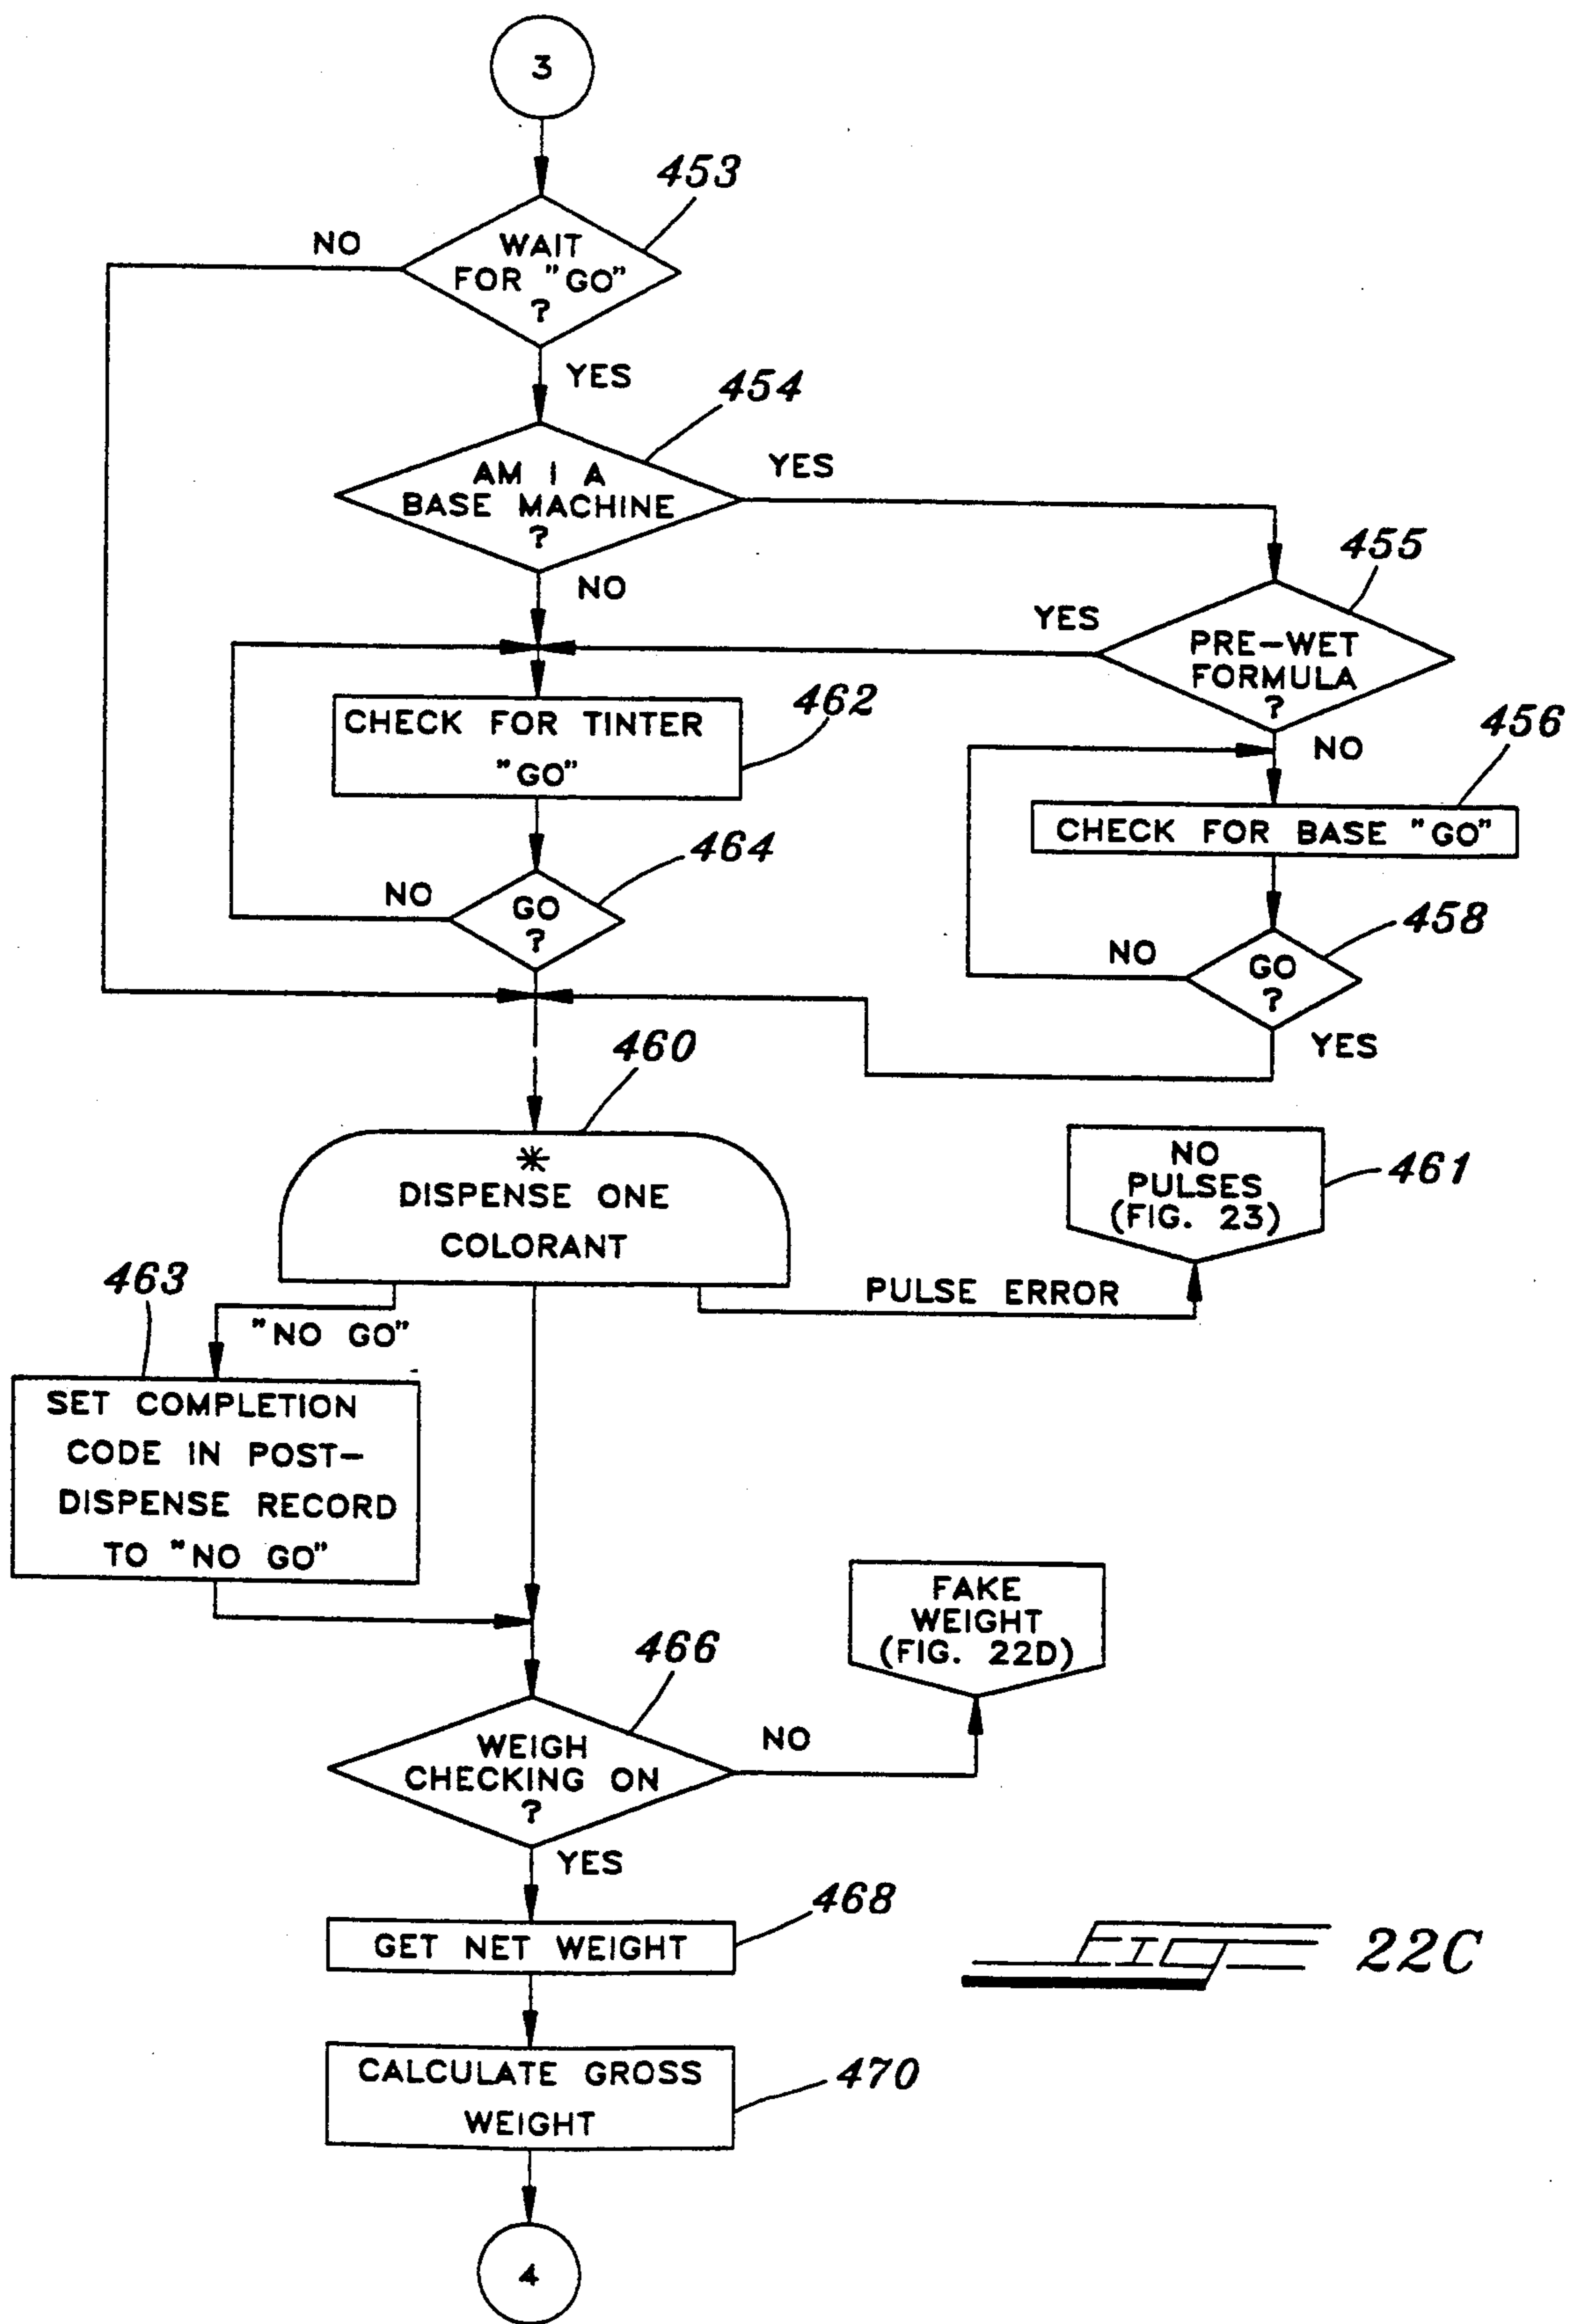 3
453
WAIT
FOR "GO"
?
NO
YES
454
AM I A
BASE MACHINE
?
YES
NO
455
PRE-WET
FORMULA
?
YES
NO
462
CHECK FOR TINTER
"GO"
456
CHECK FOR BASE "GO"
464
GO
?
NO
458
GO
?
NO
YES
460
*
DISPENSE ONE
COLORANT
NO
PULSES
(FIG. 23)
461
PULSE ERROR
463
"NO GO"
SET COMPLETION
CODE IN POST-
DISPENSE RECORD
TO "NO GO"
FAKE
WEIGHT
(FIG. 22D)
466
WEIGH
CHECKING ON
?
NO
YES
468
GET NET WEIGHT
FIG 22C
CALCULATE GROSS
WEIGHT
470
4